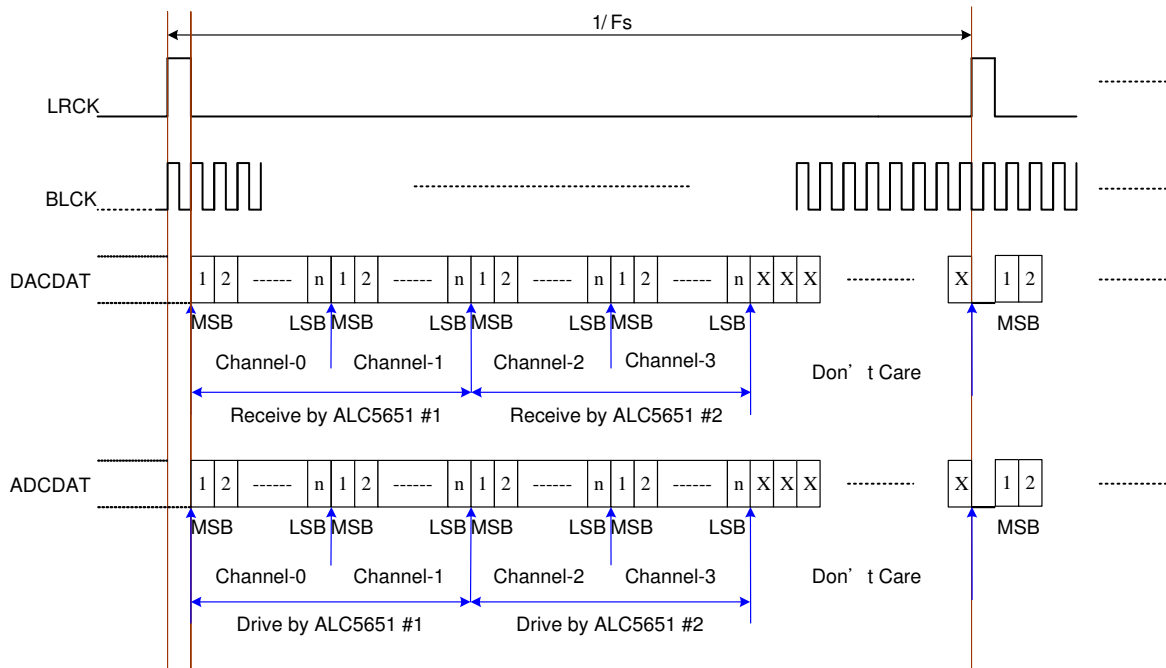 1/ Fs
LRCK
BLCK
DACDAT 1 2 ------ n 1 2 ------ n 1 2 ------ n 1 2 ------ n X X X X 1 2
MSB LSB MSB LSB MSB LSB MSB LSB MSB
Channel-0 Channel-1 Channel-2 Channel-3 Don' t Care
Receive by ALC5651 #1 Receive by ALC5651 #2
ADCDAT 1 2 ------ n 1 2 ------ n 1 2 ------ n 1 2 ------ n X X X X 1 2
MSB LSB MSB LSB MSB LSB MSB LSB MSB
Channel-0 Channel-1 Channel-2 Channel-3 Don' t Care
Drive by ALC5651 #1 Drive by ALC5651 #2